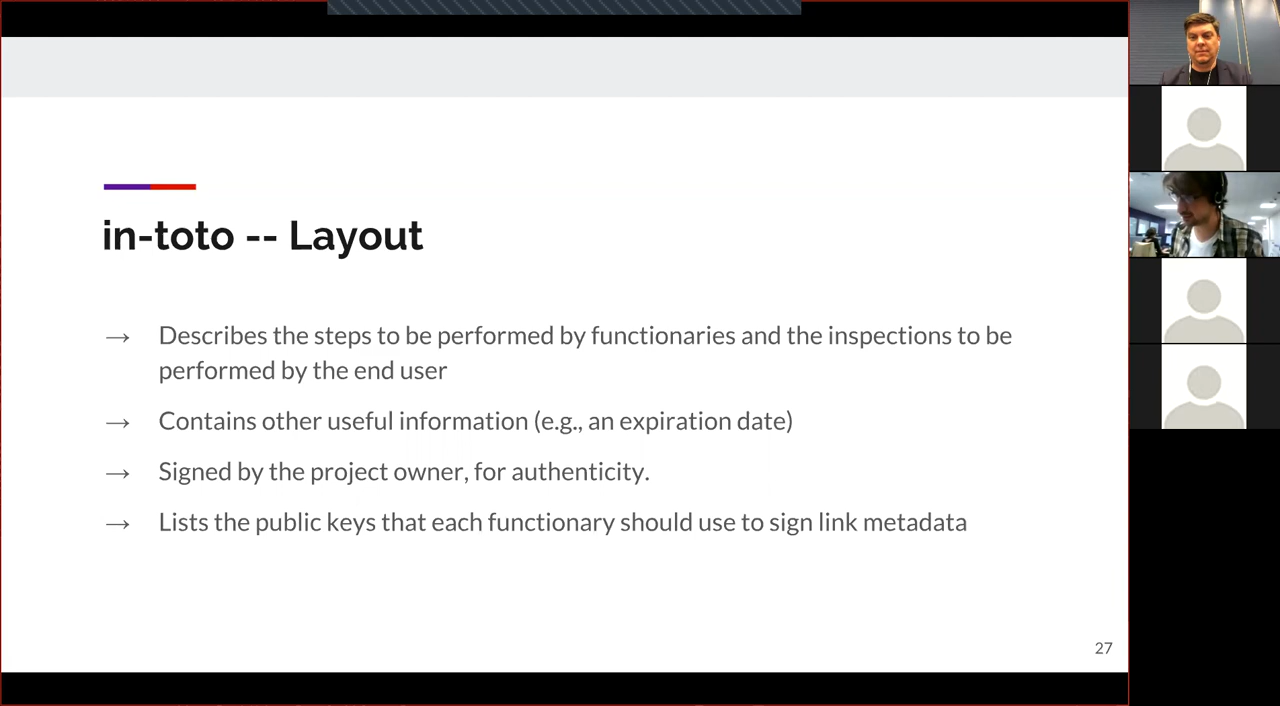 in-toto -- Layout
→ Describes the steps to be performed by functionaries and the inspections to be
performed by the end user
→ Contains other useful information (e.g., an expiration date)
→ Signed by the project owner, for authenticity.
→ Lists the public keys that each functionary should use to sign link metadata
27